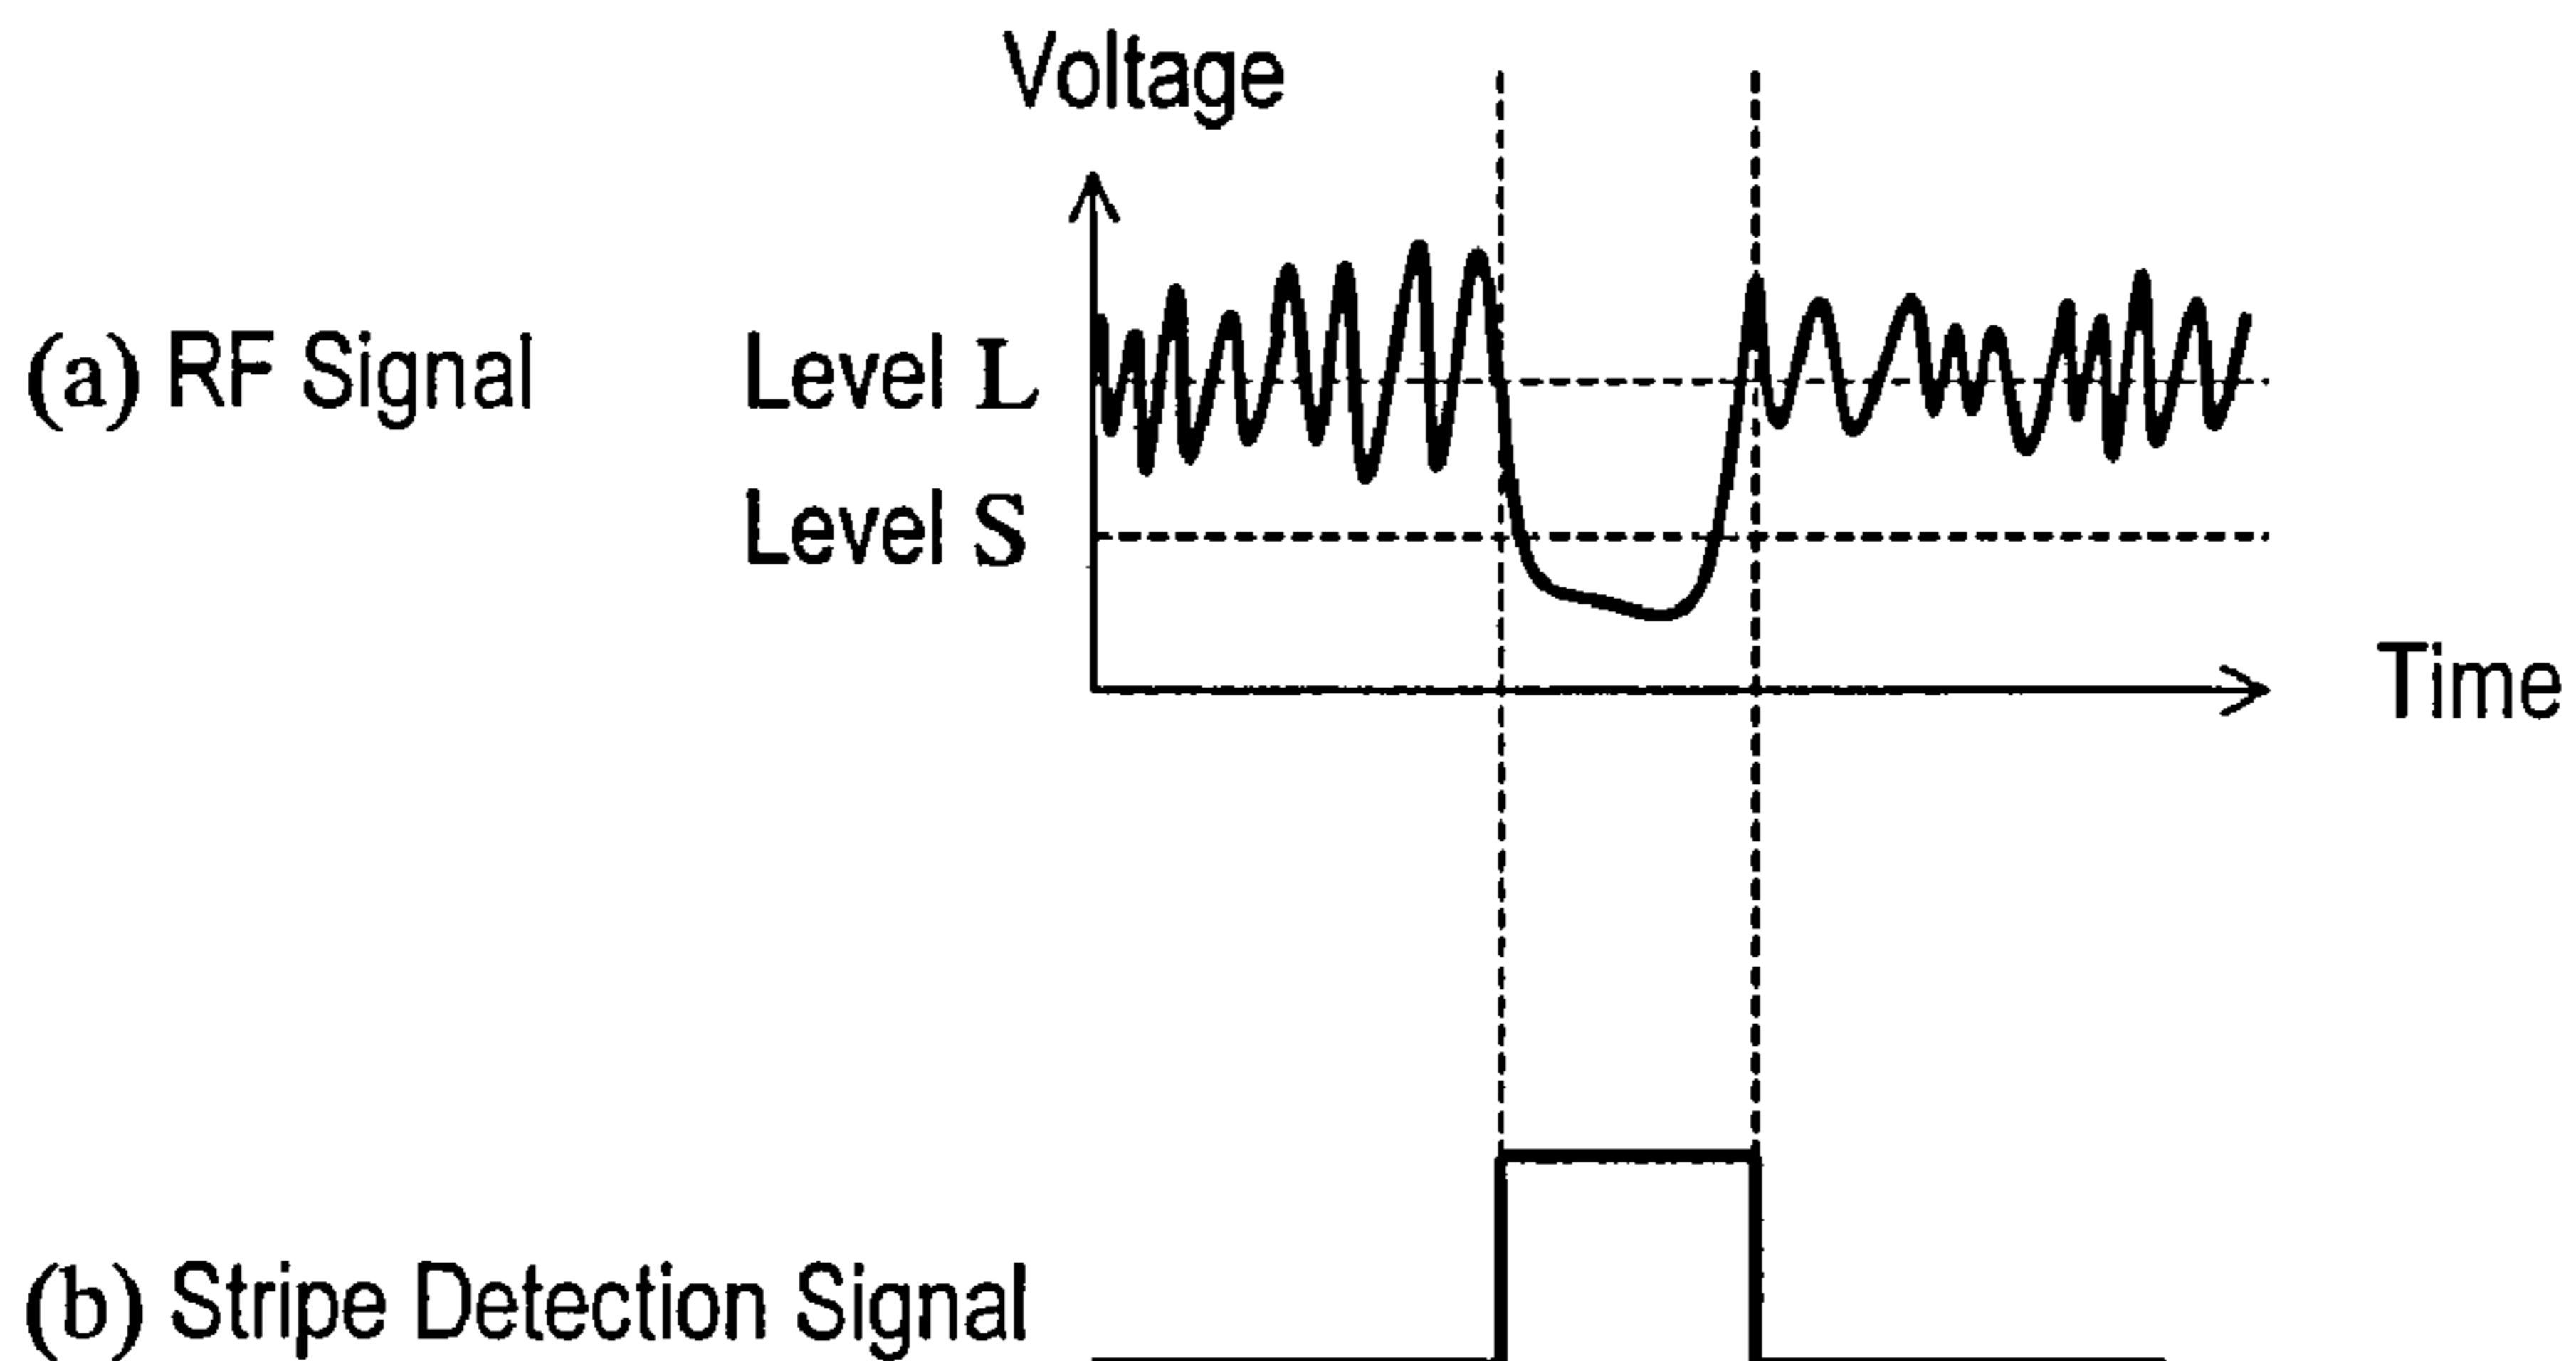 Voltage
(a) RF Signal
Level L
Level S
Time
(b) Stripe Detection Signal